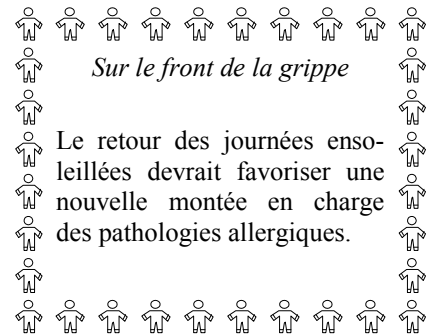 Sur le front de la grippe
Le retour des journées enso-
leillées devrait favoriser une
nouvelle montée en charge
des pathologies allergiques.